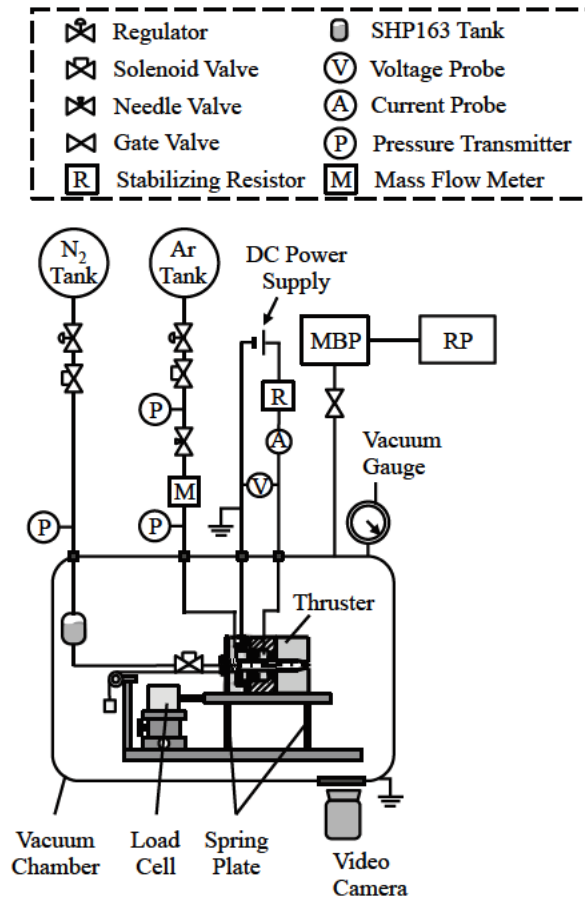 Regulator
SHP163 Tank
Solenoid Valve
V Voltage Probe
Needle Valve
A Current Probe
Gate Valve
P Pressure Transmitter
R Stabilizing Resistor
M Mass Flow Meter
N2
Tank
Ar
Tank
DC Power
Supply
MBP
RP
R
P
A
Vacuum
Gauge
M
V
P
P
Thruster
Vacuum
Chamber
Load
Cell
Spring
Plate
Video
Camera